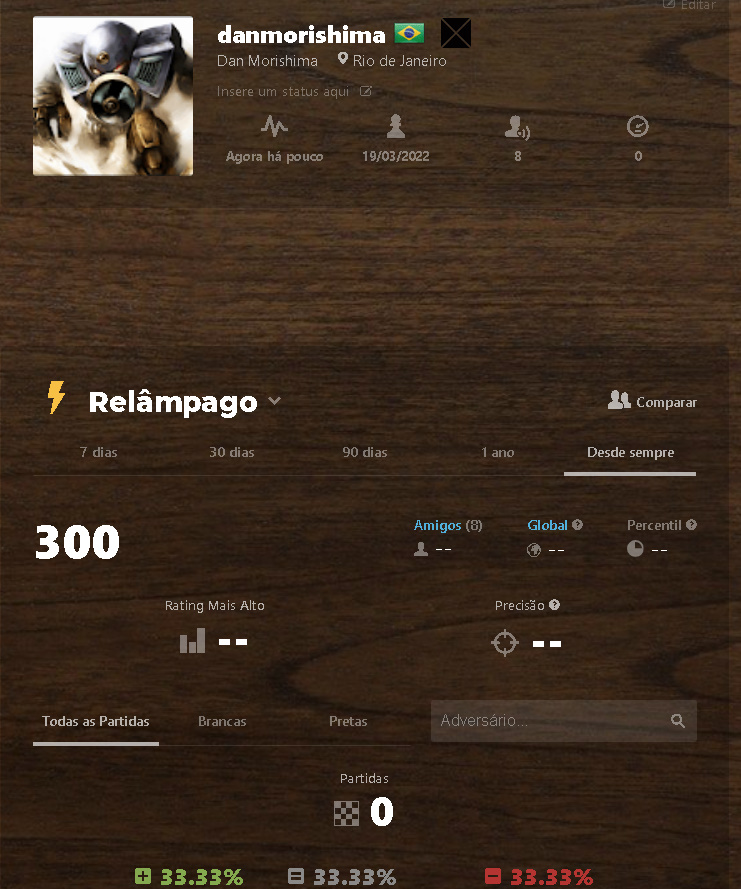 Editar
danmorishima
Dan Morishima Rio de Janeiro
Insere um status aqui
Agora há pouco 19/03/2022 8 0
Relâmpago Comparar
7 dias 30 dias 90 dias 1 ano Desde sempre
300
Amigos (8) Global Percentil
-- -- --
Rating Mais Alto Precisão
-- --
Todas as Partidas Brancas Pretas Adversário...
Partidas
0
33.33% 33.33% 33.33%